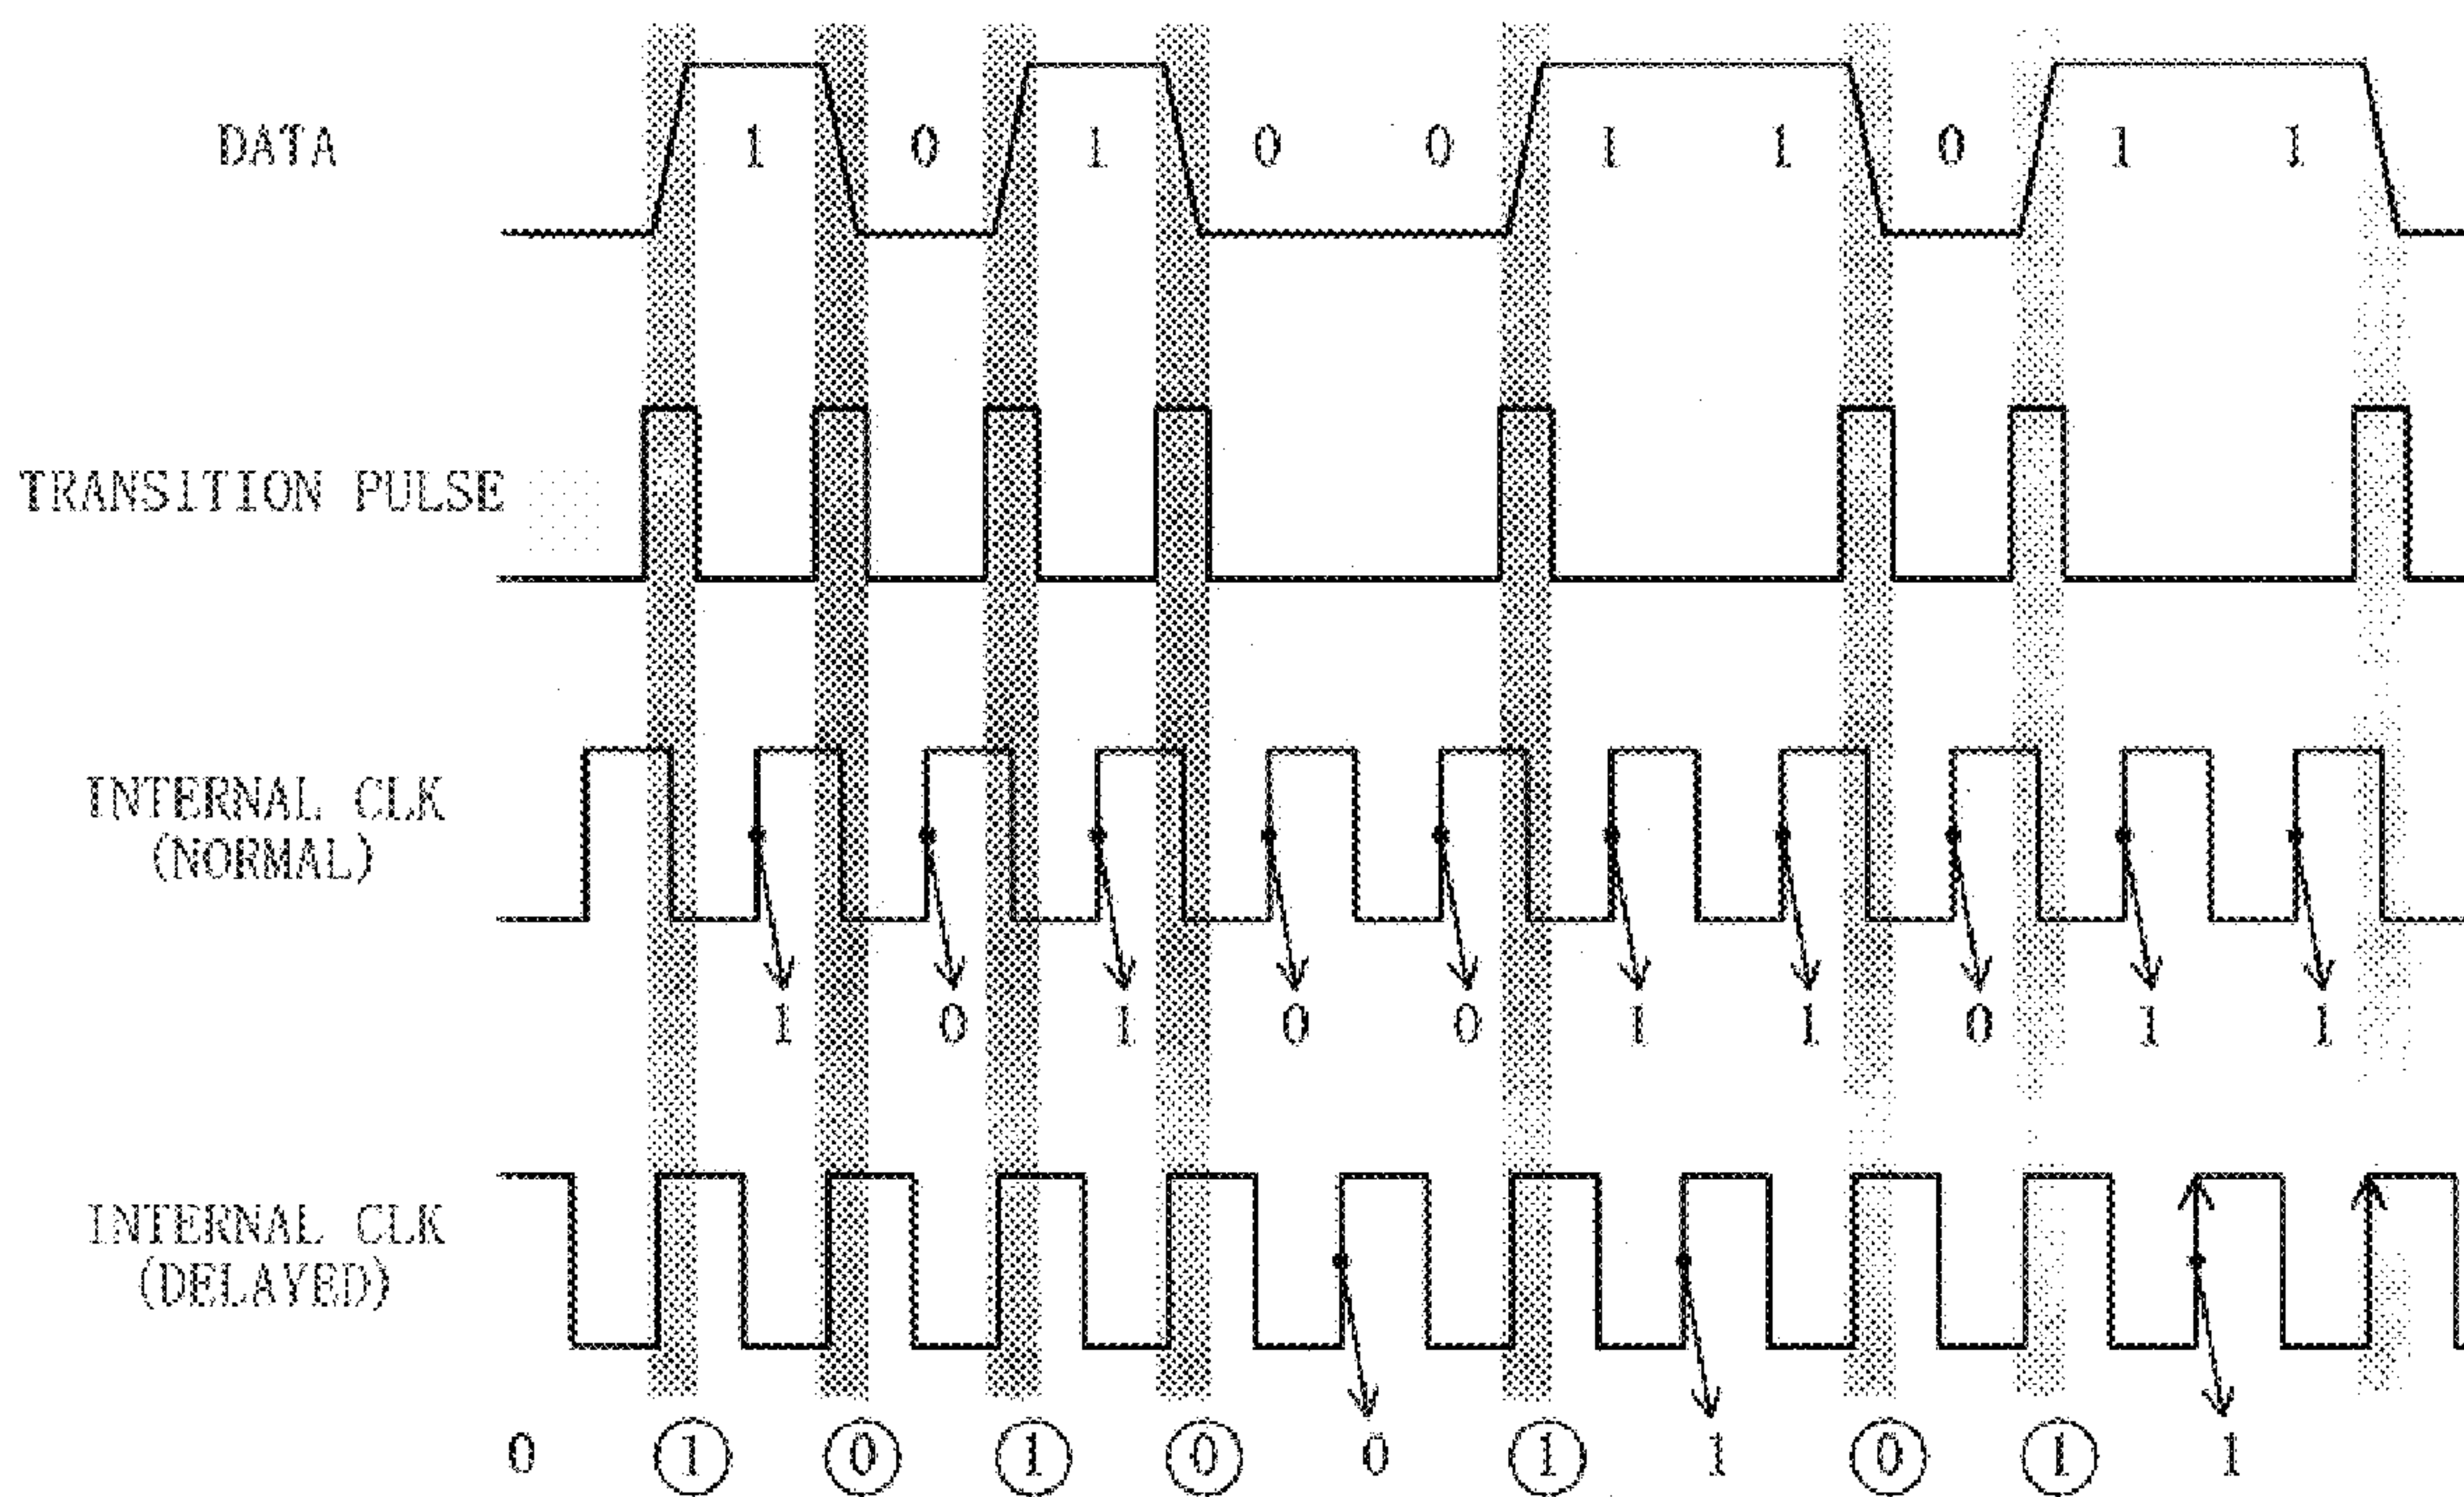 DATA 1 0 1 0 0 1 1 0 1 1
TRANSITION PULSE
INTERNAL CLK
(NORMAL)
1 0 1 0 0 1 1 0 1 1
INTERNAL CLK
(DELAYED)
0 1 0 1 0 0 1 1 0 1 1